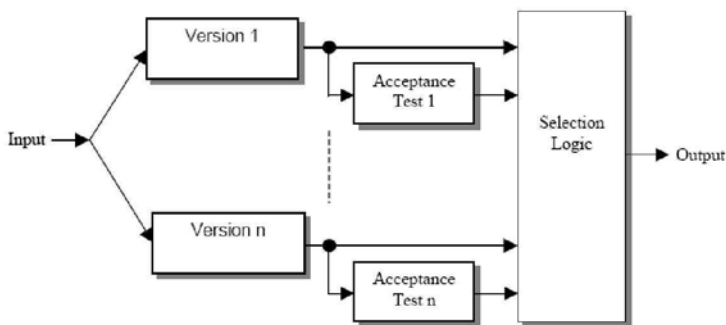 Version 1
Acceptance
Test 1
Input
Selection
Logic
Output
Version n
Acceptance
Test n